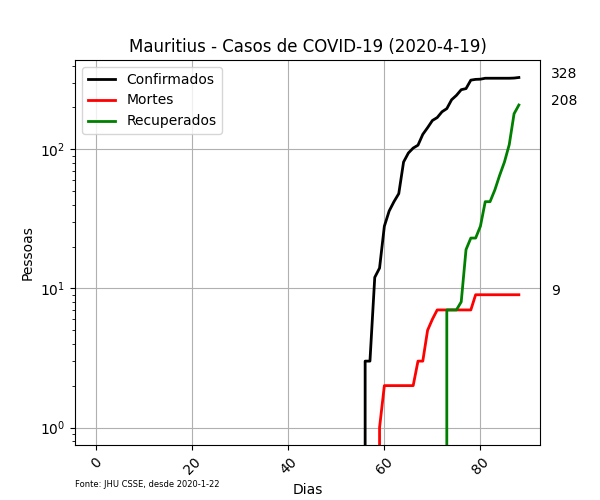 Mauritius - Casos de COVID-19 (2020-4-19)
Confirmados
Mortes
Recuperados
328
208
9
10²
10¹
10⁰
Pessoas
0
20
40
60
80
Dias
Fonte: JHU CSSE, desde 2020-1-22